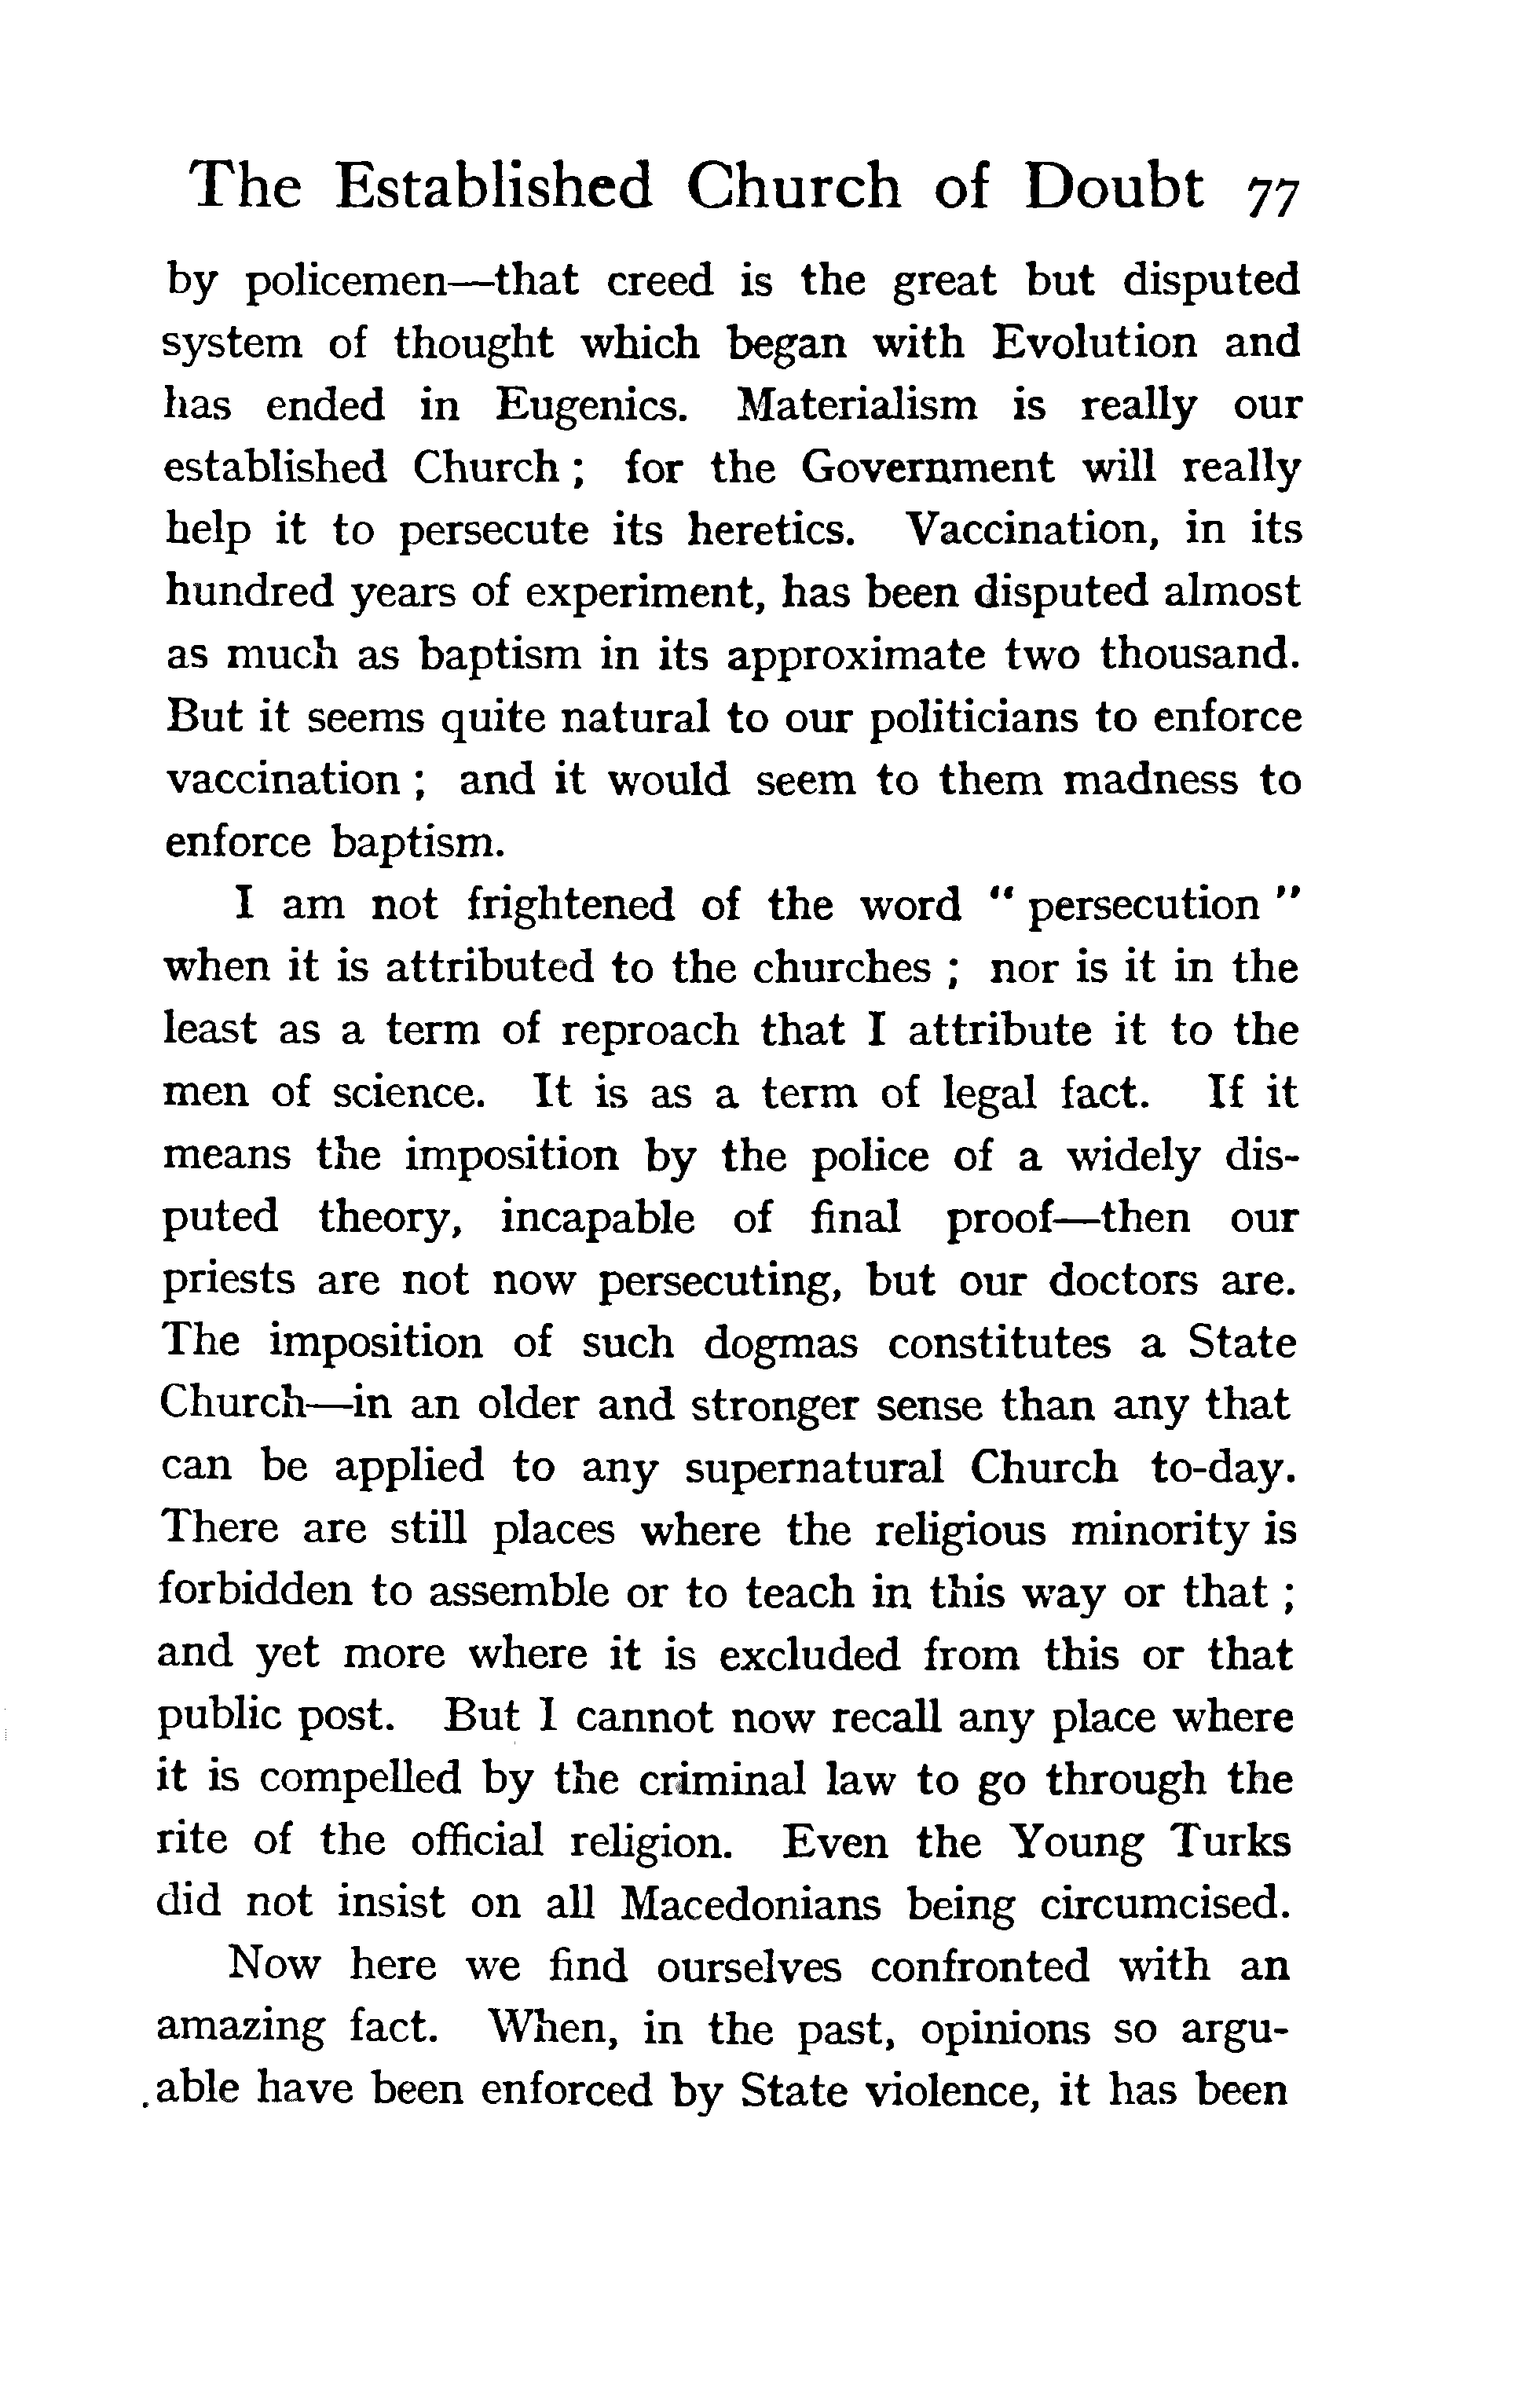 The Established Church of Doubt 77
by policemen—that creed is the great but disputed
system of thought which began with Evolution and
has ended in Eugenics. Materialism is really our
established Church ; for the Government will really
help it to persecute its heretics. Vaccination, in its
hundred years of experiment, has been disputed almost
as much as baptism in its approximate two thousand.
But it seems quite natural to our politicians to enforce
vaccination ; and it would seem to them madness to
enforce baptism.
I am not frightened of the word “ persecution ”
when it is attributed to the churches ; nor is it in the
least as a term of reproach that I attribute it to the
men of science. It is as a term of legal fact. If it
means the imposition by the police of a widely dis-
puted theory, incapable of final proof—then our
priests are not now persecuting, but our doctors are.
The imposition of such dogmas constitutes a State
Church—in an older and stronger sense than any that
can be applied to any supernatural Church to-day.
There are still places where the religious minority is
forbidden to assemble or to teach in this way or that ;
and yet more where it is excluded from this or that
public post. But I cannot now recall any place where
it is compelled by the criminal law to go through the
rite of the official religion. Even the Young Turks
did not insist on all Macedonians being circumcised.
Now here we find ourselves confronted with an
amazing fact. When, in the past, opinions so argu-
able have been enforced by State violence, it has been